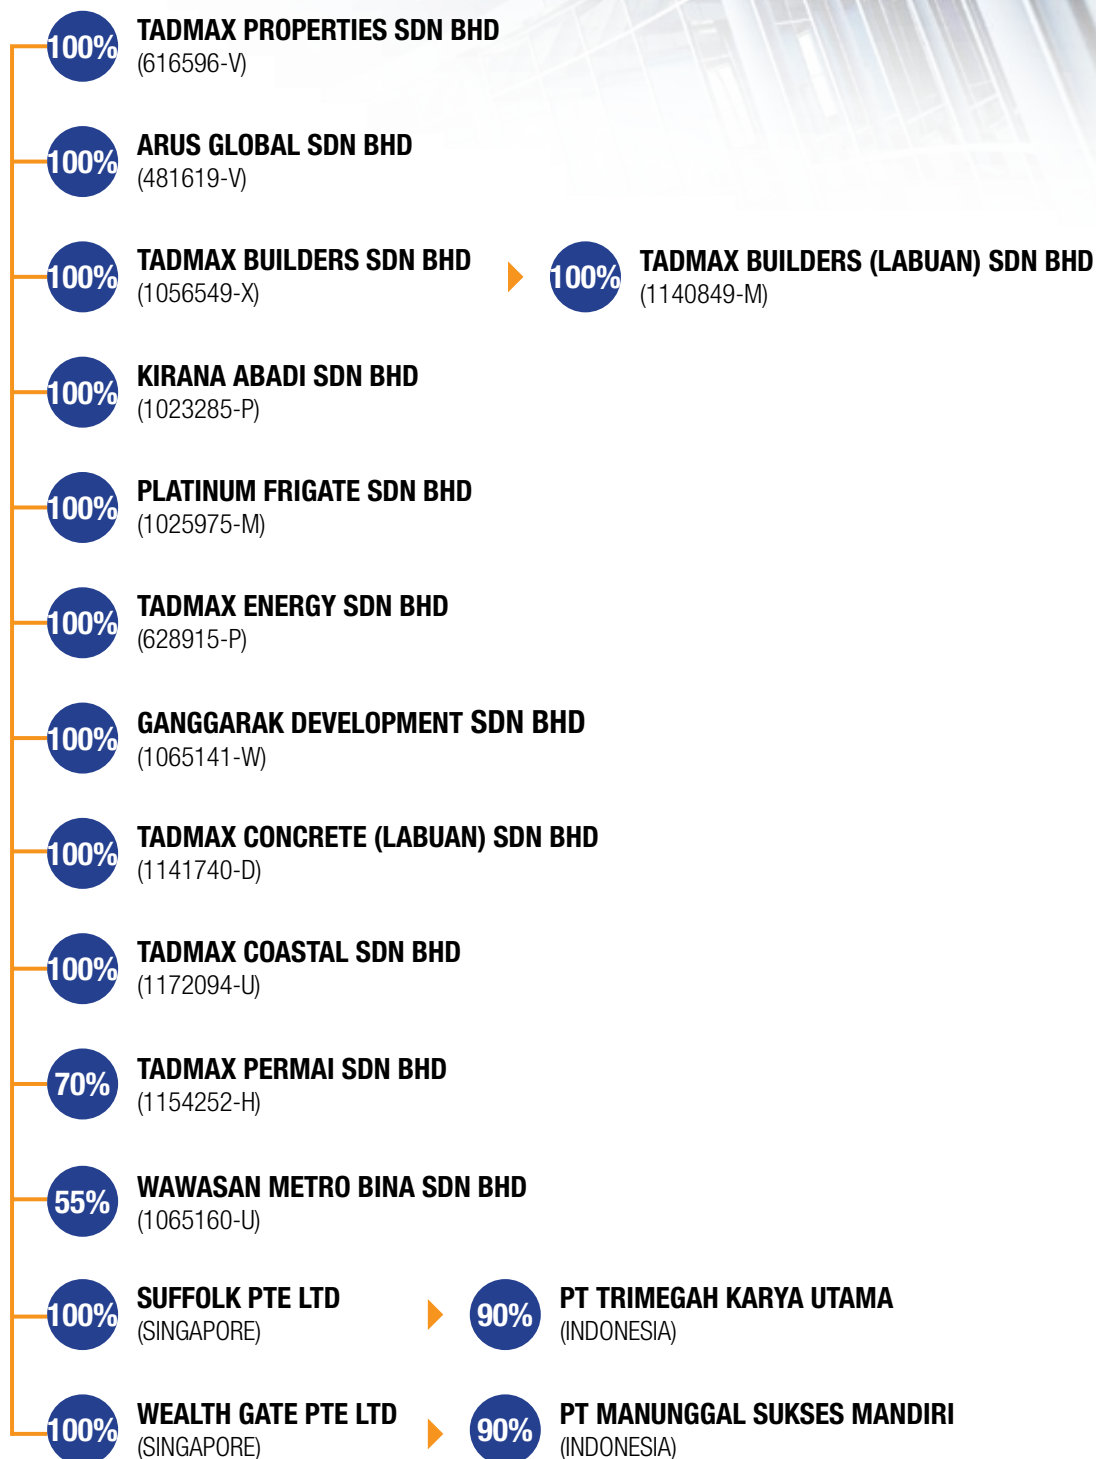 100%
TADMAX PROPERTIES SDN BHD
(616596-V)
100%
ARUS GLOBAL SDN BHD
(481619-V)
100%
TADMAX BUILDERS SDN BHD
(1056549-X)
100%
TADMAX BUILDERS (LABUAN) SDN BHD
(1140849-M)
100%
KIRANA ABADI SDN BHD
(1023285-P)
100%
PLATINUM FRIGATE SDN BHD
(1025975-M)
100%
TADMAX ENERGY SDN BHD
(628915-P)
100%
GANGGARAK DEVELOPMENT SDN BHD
(1065141-W)
100%
TADMAX CONCRETE (LABUAN) SDN BHD
(1141740-D)
100%
TADMAX COASTAL SDN BHD
(1172094-U)
70%
TADMAX PERMAI SDN BHD
(1154252-H)
55%
WAWASAN METRO BINA SDN BHD
(1065160-U)
100%
SUFFOLK PTE LTD
(SINGAPORE)
90%
PT TRIMEGAH KARYA UTAMA
(INDONESIA)
100%
WEALTH GATE PTE LTD
(SINGAPORE)
90%
PT MANUNGGAL SUKSES MANDIRI
(INDONESIA)